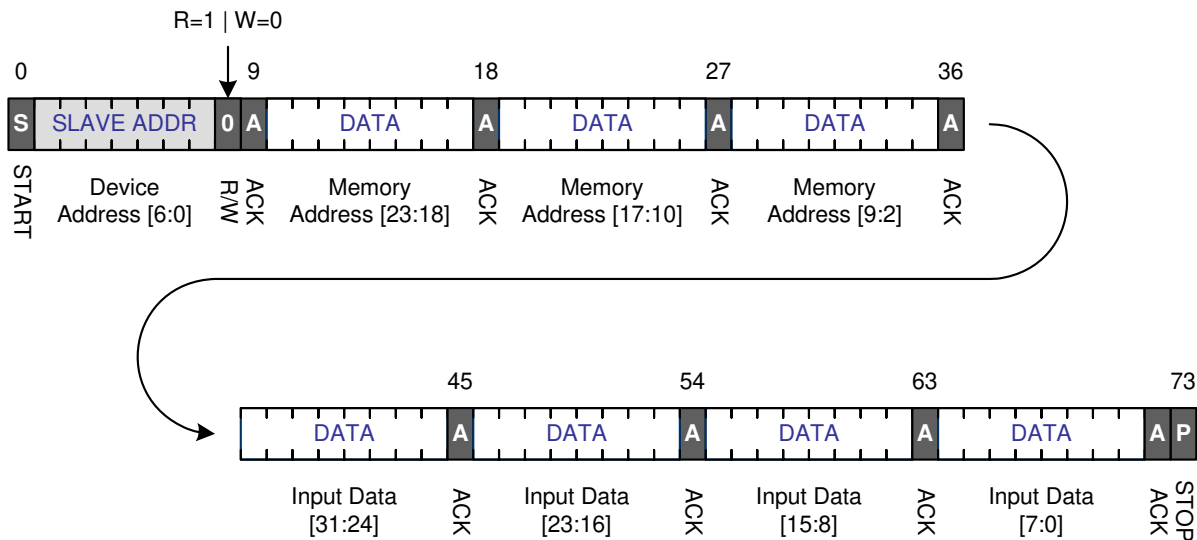 R=1 | W=0
0 9 18 27 36
S SLAVE ADDR 0 A DATA A DATA A DATA A
START Device Address [6:0] R/W ACK Memory Address [23:18] ACK Memory Address [17:10] ACK Memory Address [9:2] ACK
45 54 63 73
DATA A DATA A DATA A DATA A P
Input Data [31:24] ACK Input Data [23:16] ACK Input Data [15:8] ACK Input Data [7:0] ACK STOP